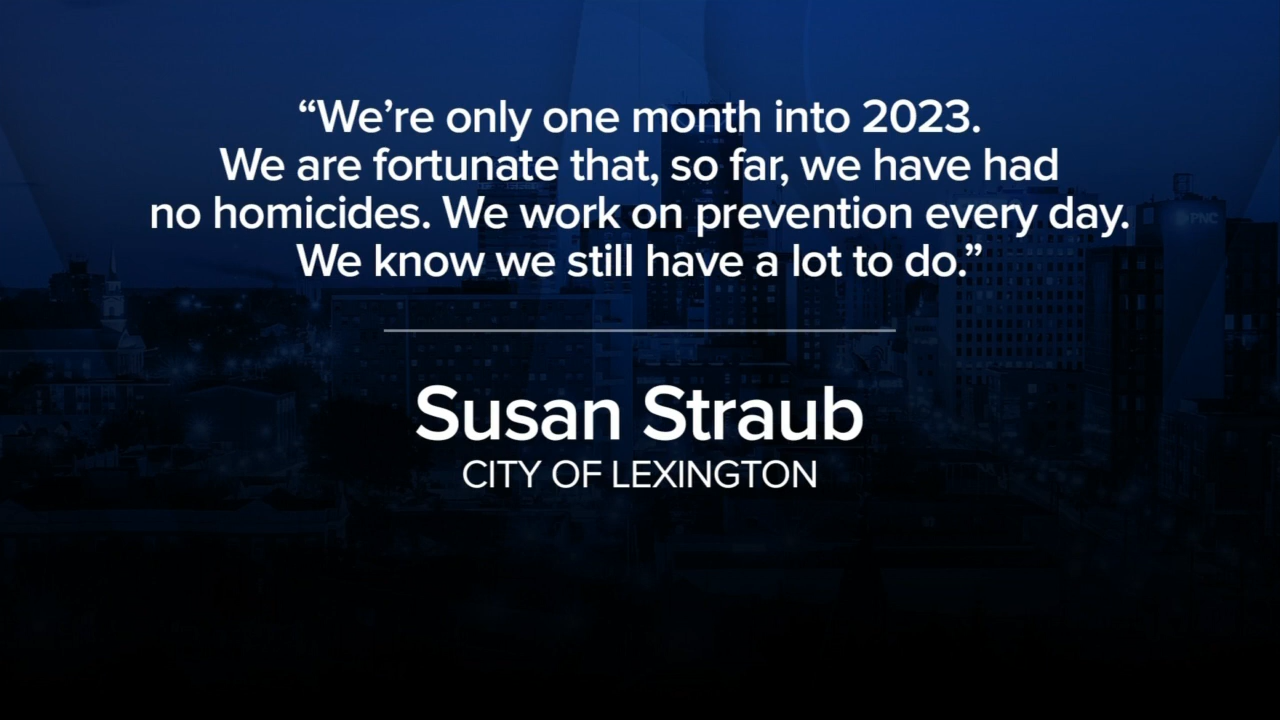 “We’re only one month into 2023.
We are fortunate that, so far, we have had
no homicides. We work on prevention every day.
We know we still have a lot to do.”
Susan Straub
CITY OF LEXINGTON
PNC